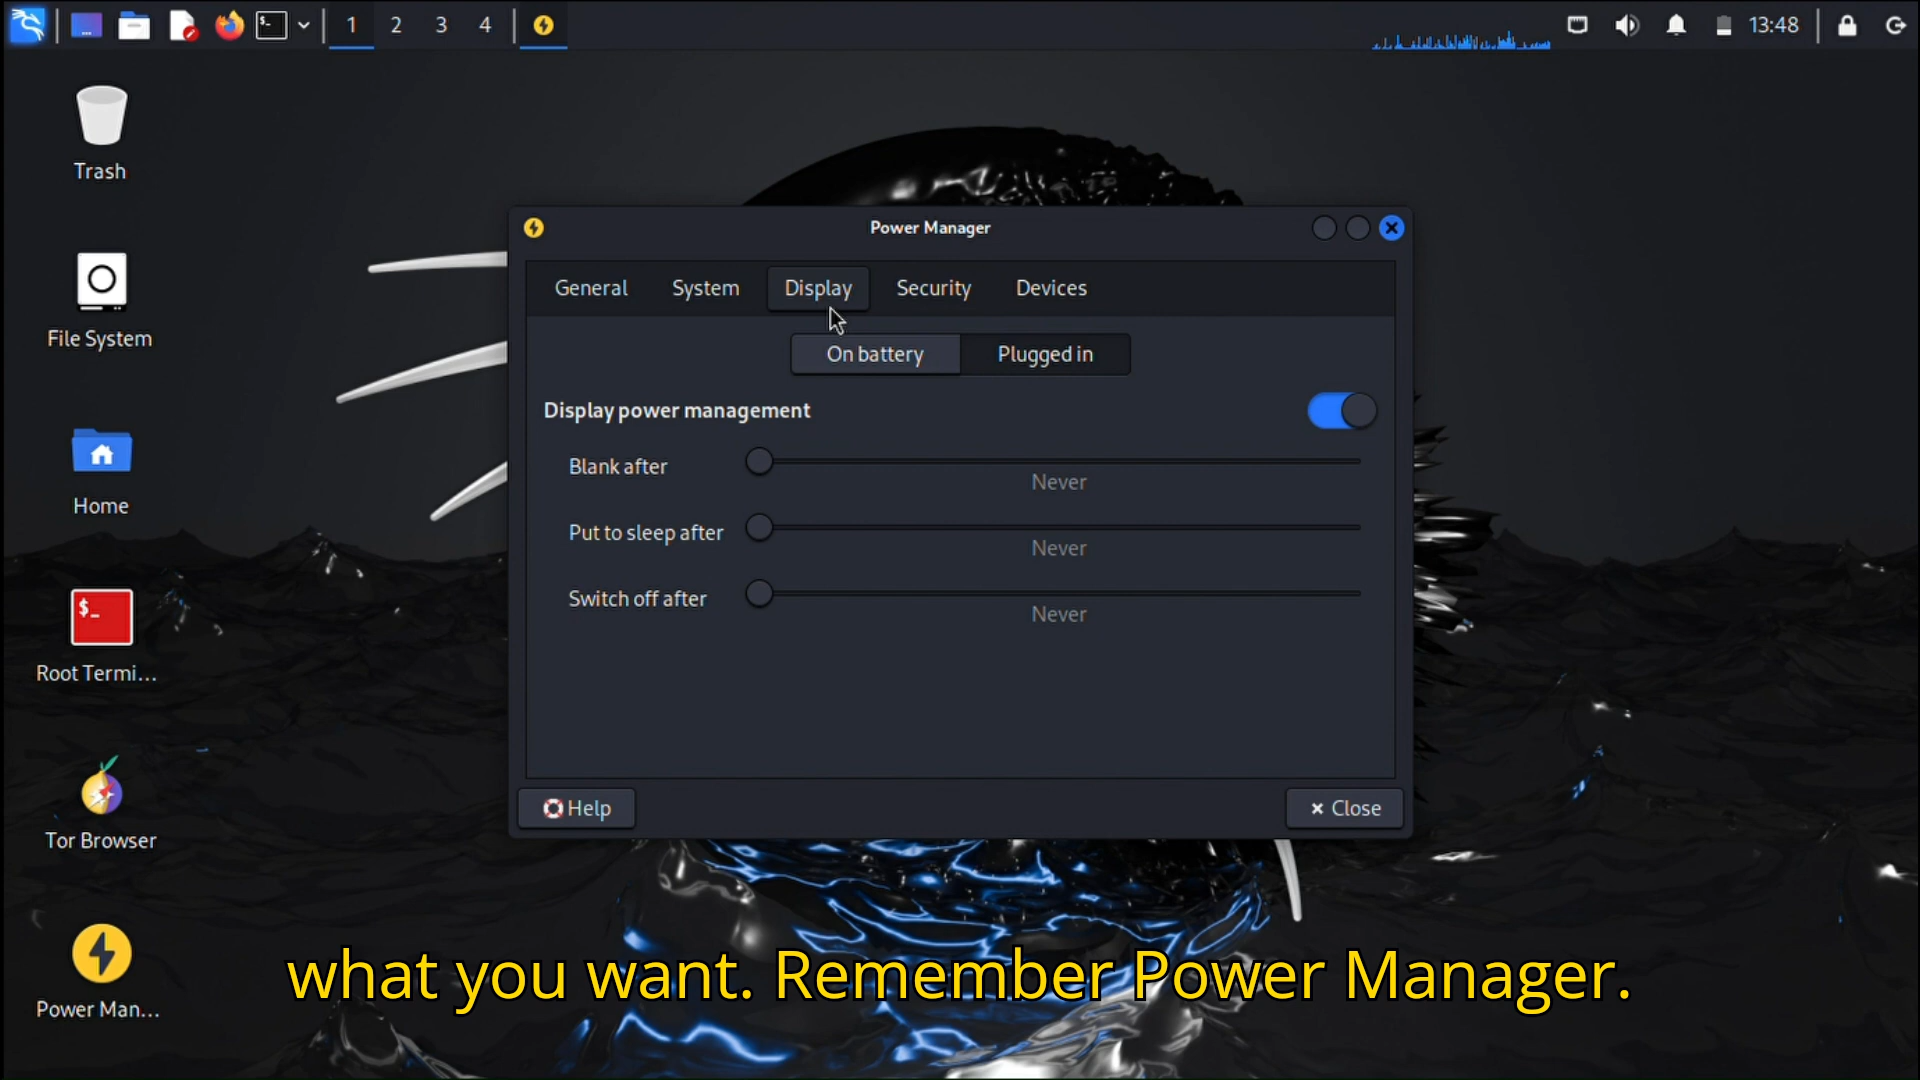 1 2 3 4 13:48
Trash
File System
Home
$_
Root Termi...
Tor Browser
Power Man...
Power Manager
General System Display Security Devices
On battery Plugged in
Display power management
Blank after
Never
Put to sleep after
Never
Switch off after
Never
Help Close
what you want. Remember Power Manager.